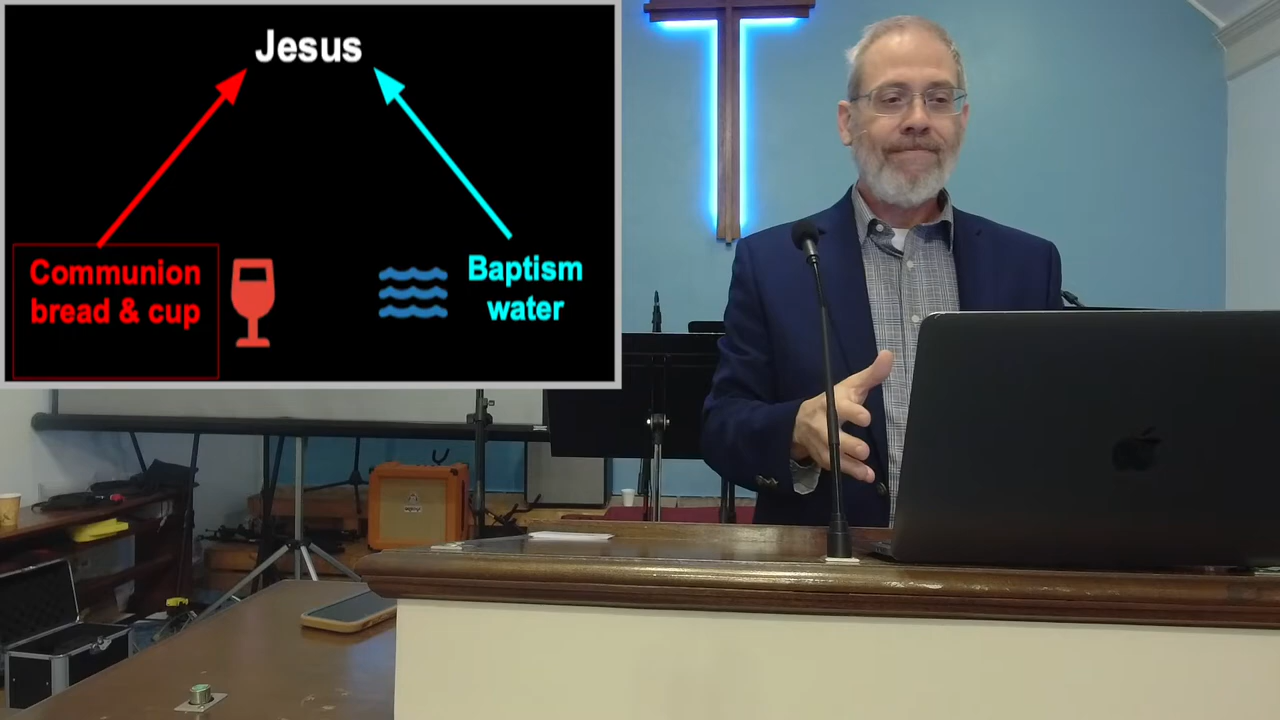 Jesus
Communion
bread & cup
Baptism
water